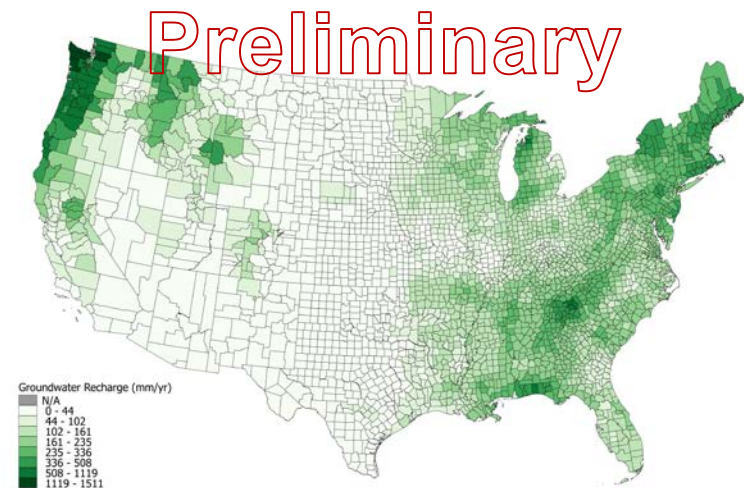 Preliminary
Groundwater Recharge (mm/yr)
N/A
0 - 44
44 - 102
102 - 161
161 - 235
235 - 336
336 - 508
508 - 1119
1119 - 1511